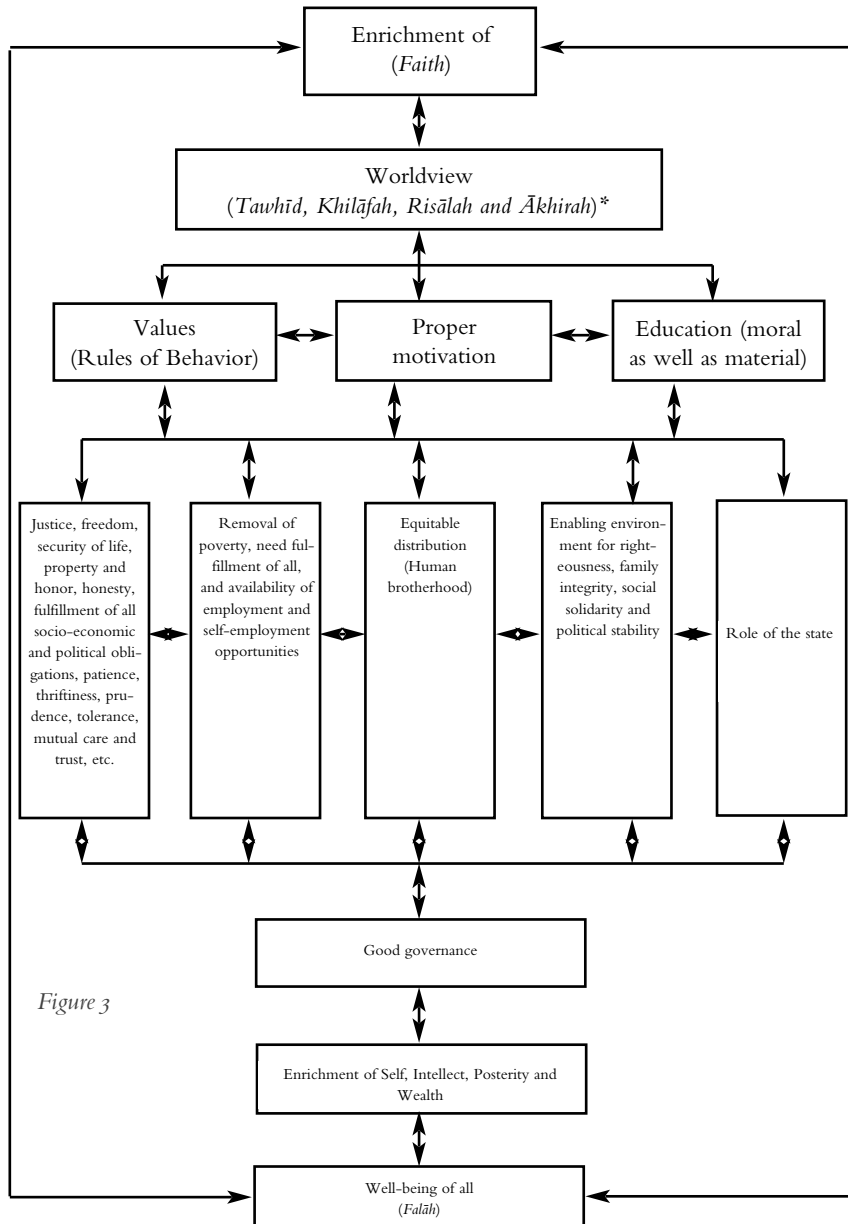 Enrichment of
(Faith)
Worldview
(Tawhīd, Khilāfah, Risālah and Ākhirah)*
Values
(Rules of Behavior)
Proper
motivation
Education (moral
as well as material)
Justice, freedom,
security of life,
property and
honor, honesty,
fulfillment of all
socio-economic
and political obli-
gations, patience,
thriftiness, pru-
dence, tolerance,
mutual care and
trust, etc.
Removal of
poverty, need ful-
fillment of all,
and availability of
employment and
self-employment
opportunities
Equitable
distribution
(Human
brotherhood)
Enabling environ-
ment for right-
eousness, family
integrity, social
solidarity and
political stability
Role of the state
Good governance
Figure 3
Enrichment of Self, Intellect, Posterity and
Wealth
Well-being of all
(Falāh)